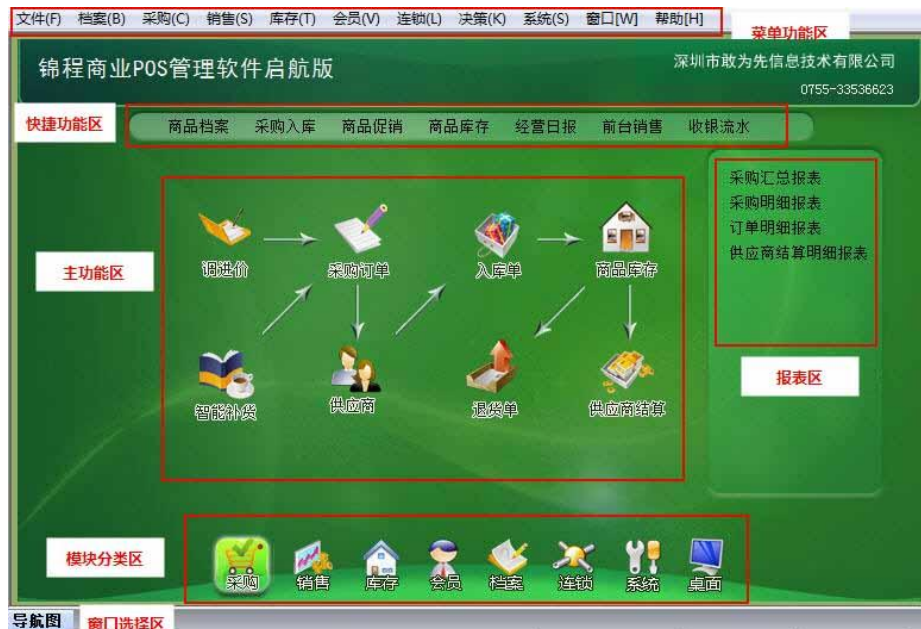 文件(F) 档案(B) 采购(C) 销售(S) 库存(T) 会员(V) 连锁(L) 决策(K) 系统(S) 窗口[W] 帮助[H]
菜单功能区
锦程商业POS管理软件启航版
深圳市敢为先信息技术有限公司
0755-33536623
快捷功能区
商品档案 采购入库 商品促销 商品库存 经营日报 前台销售 收银流水
采购汇总报表
采购明细报表
订单明细报表
供应商结算明细报表
主功能区
调进价 采购订单 入库单 商品库存
报表区
智能补货 供应商 退货单 供应商结算
模块分类区
采购 销售 库存 会员 档案 连锁 系统 桌面
导航图 窗口选择区